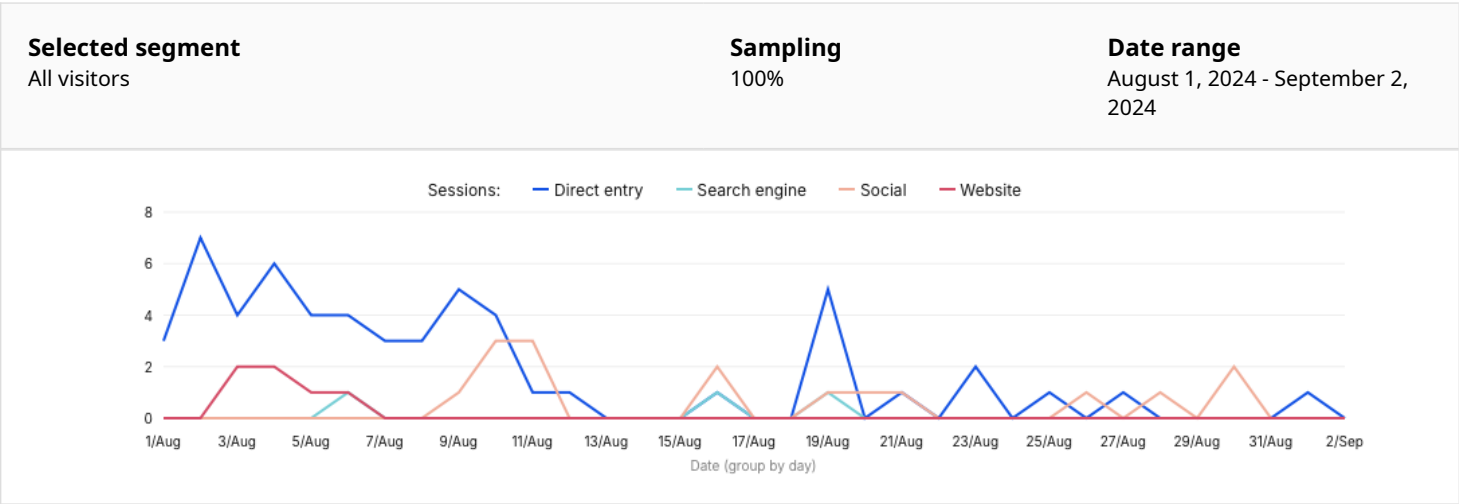 Selected segment
All visitors
Sampling
100%
Date range
August 1, 2024 - September 2,
2024
Sessions: Direct entry Search engine Social Website
8
6
4
2
0
1/Aug 3/Aug 5/Aug 7/Aug 9/Aug 11/Aug 13/Aug 15/Aug 17/Aug 19/Aug 21/Aug 23/Aug 25/Aug 27/Aug 29/Aug 31/Aug 2/Sep
Date (group by day)